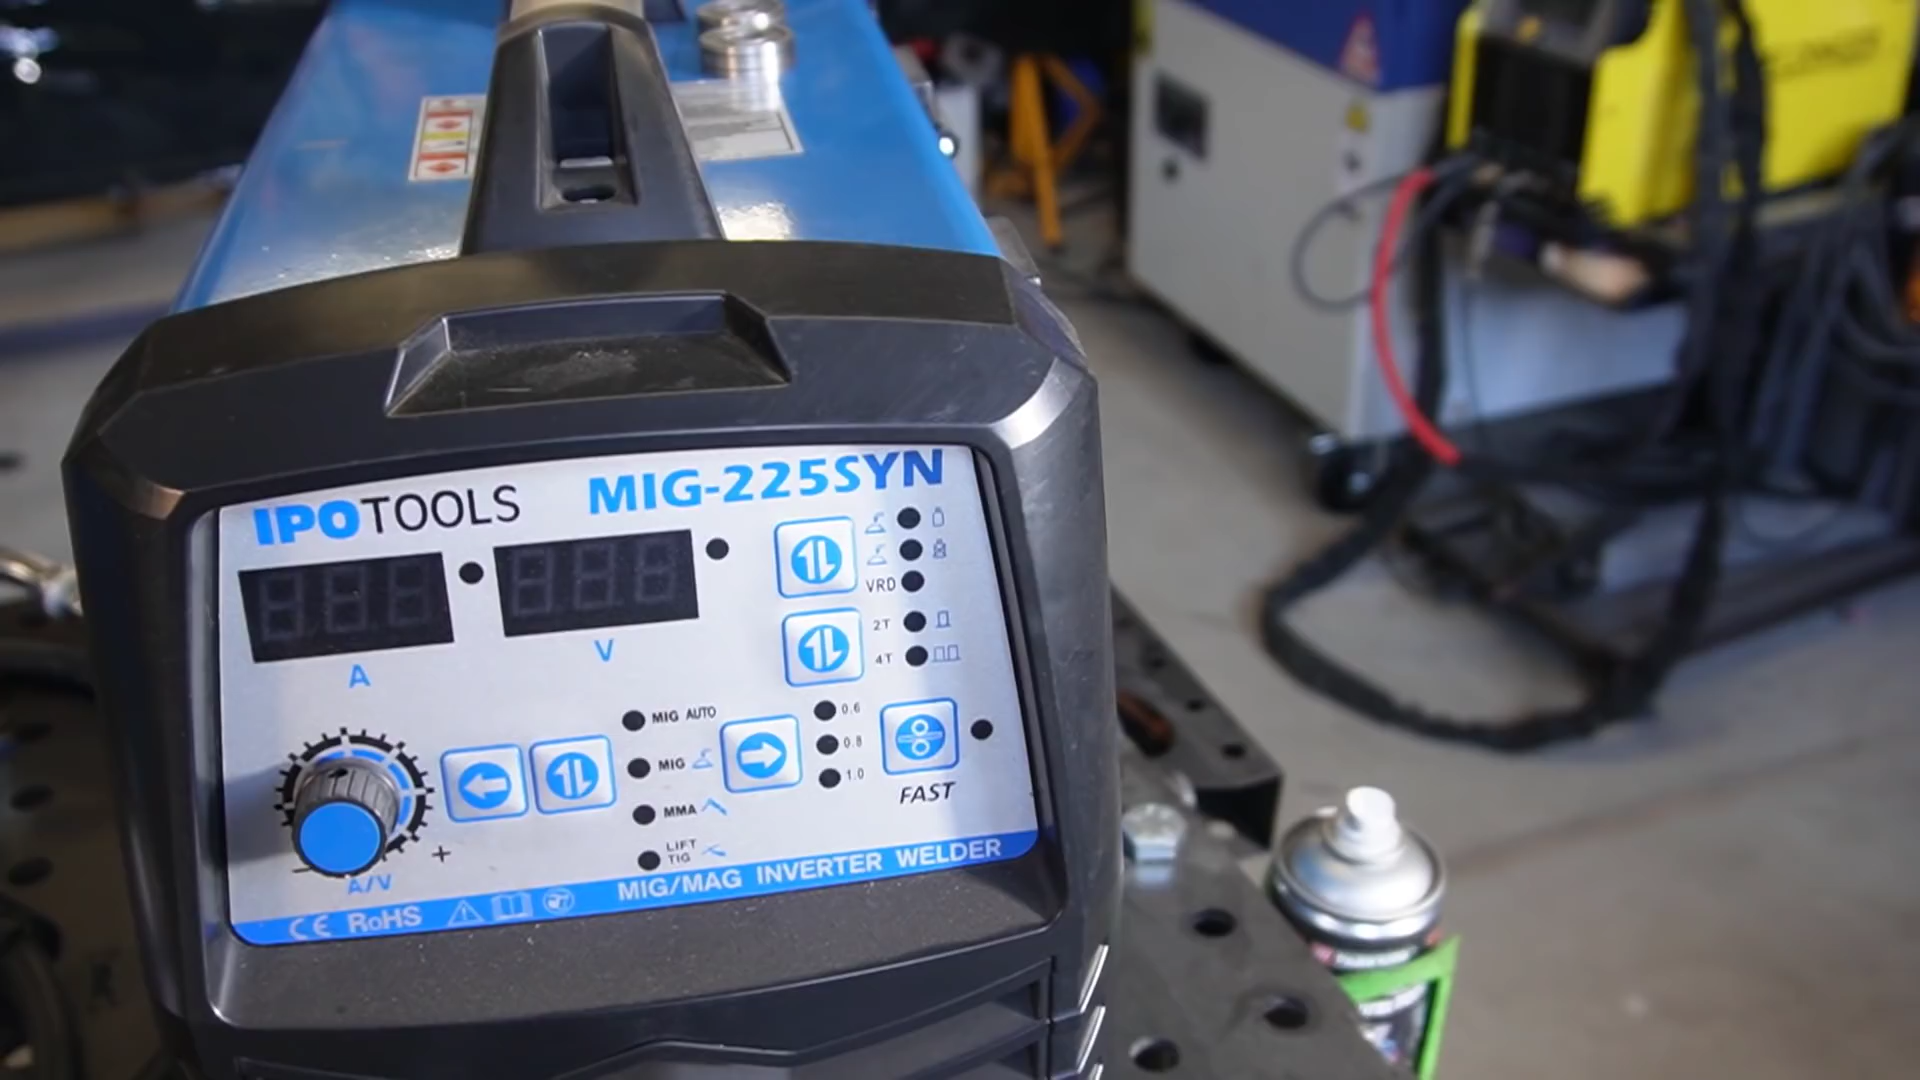 IPOTOOLS MIG-225SYN
A
V
VRD
2T
4T
MIG AUTO
MIG
MMA
LIFT
TIG
0.6
0.8
1.0
FAST
- +
A/V
CE RoHS MIG/MAG INVERTER WELDER